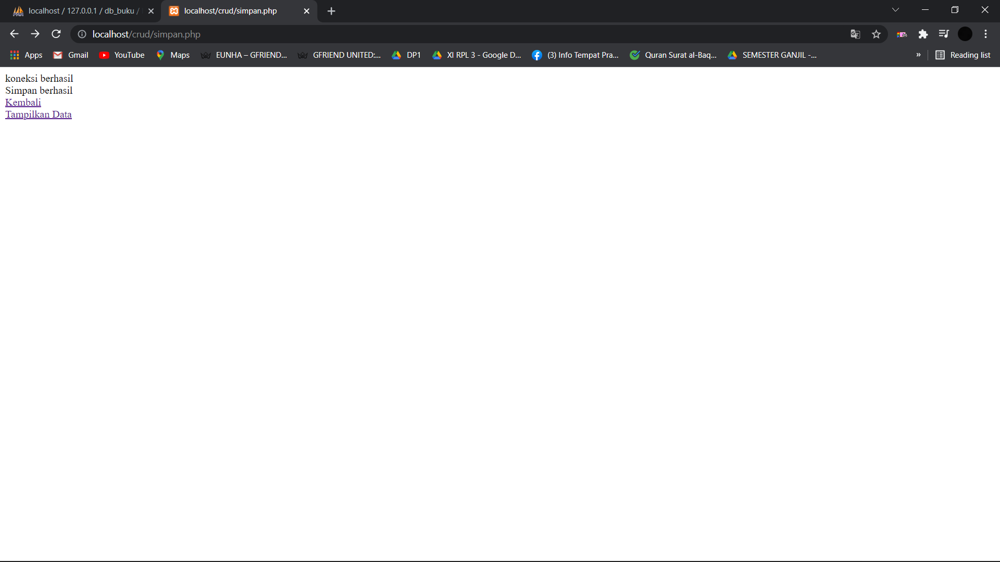 localhost / 127.0.0.1 / db_buku /
localhost/crud/simpan.php
localhost/crud/simpan.php
Apps
Gmail
YouTube
Maps
EUNHA – GFRIEND...
GFRIEND UNITED:...
DP1
XI RPL 3 - Google D...
(3) Info Tempat Pra...
Quran Surat al-Baq...
SEMESTER GANJIL -...
»
Reading list
koneksi berhasil
Simpan berhasil
Kembali
Tampilkan Data